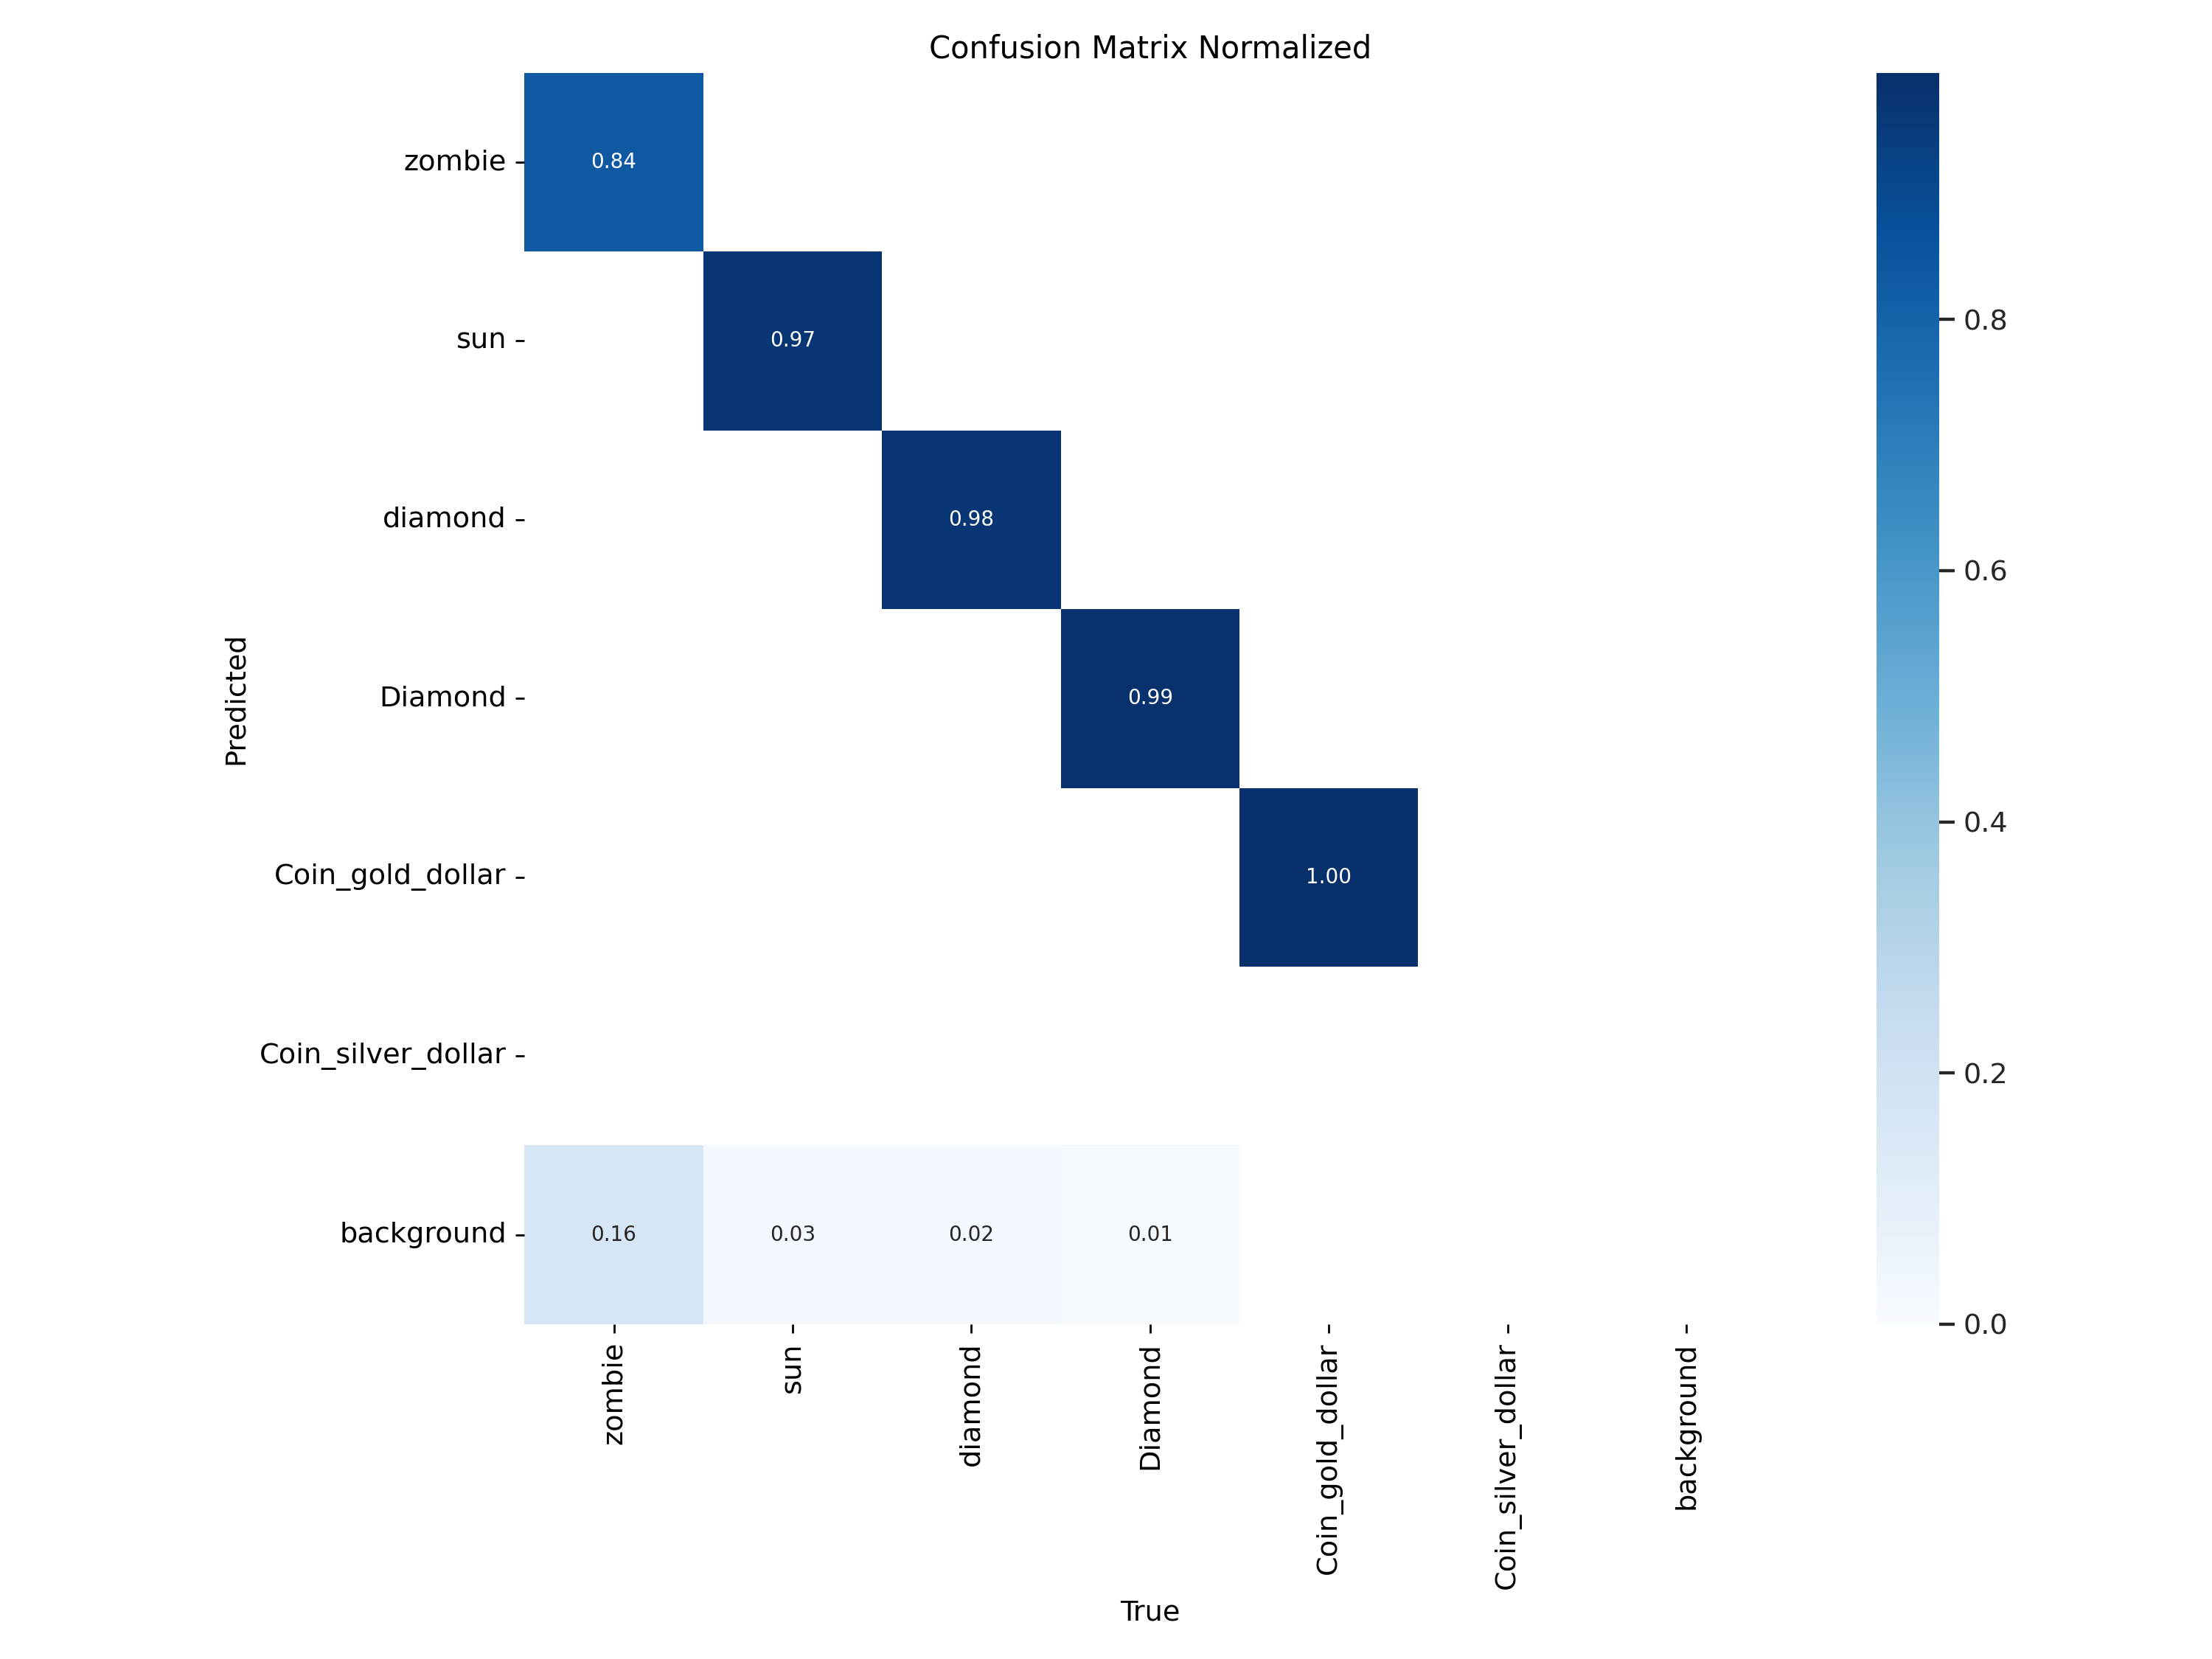 Confusion Matrix Normalized
zombie
0.84
sun
0.97
diamond
0.98
Diamond
0.99
Coin_gold_dollar
1.00
Coin_silver_dollar
background
0.16 0.03 0.02 0.01
Predicted
zombie
sun
diamond
Diamond
Coin_gold_dollar
Coin_silver_dollar
background
True
0.8
0.6
0.4
0.2
0.0